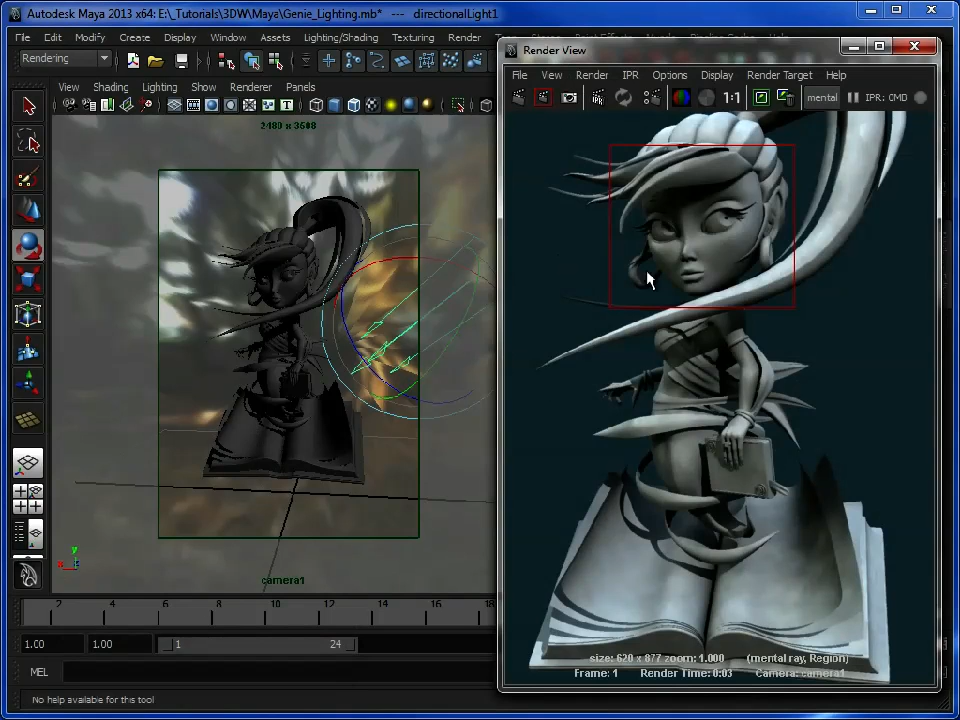 Autodesk Maya 2013 x64: E:\_Tutorials\3DW\Maya\Genie_Lighting.mb* --- directionalLight1
File Edit Modify Create Display Window Assets Lighting/Shading Texturing Render
Rendering
View Shading Lighting Show Renderer Panels
2480 x 3508
camera1
y
x
z
Render View
File View Render IPR Options Display Render Target Help
1:1 mental IPR: 0MB
size: 620 x 877 zoom: 1.000 (mental ray, Region)
Frame: 1 Render Time: 0:03 Camera: camera1
2 4 6 8 10 12 14 16 18
1.00 1.00 1 24
MEL
No help available for this tool